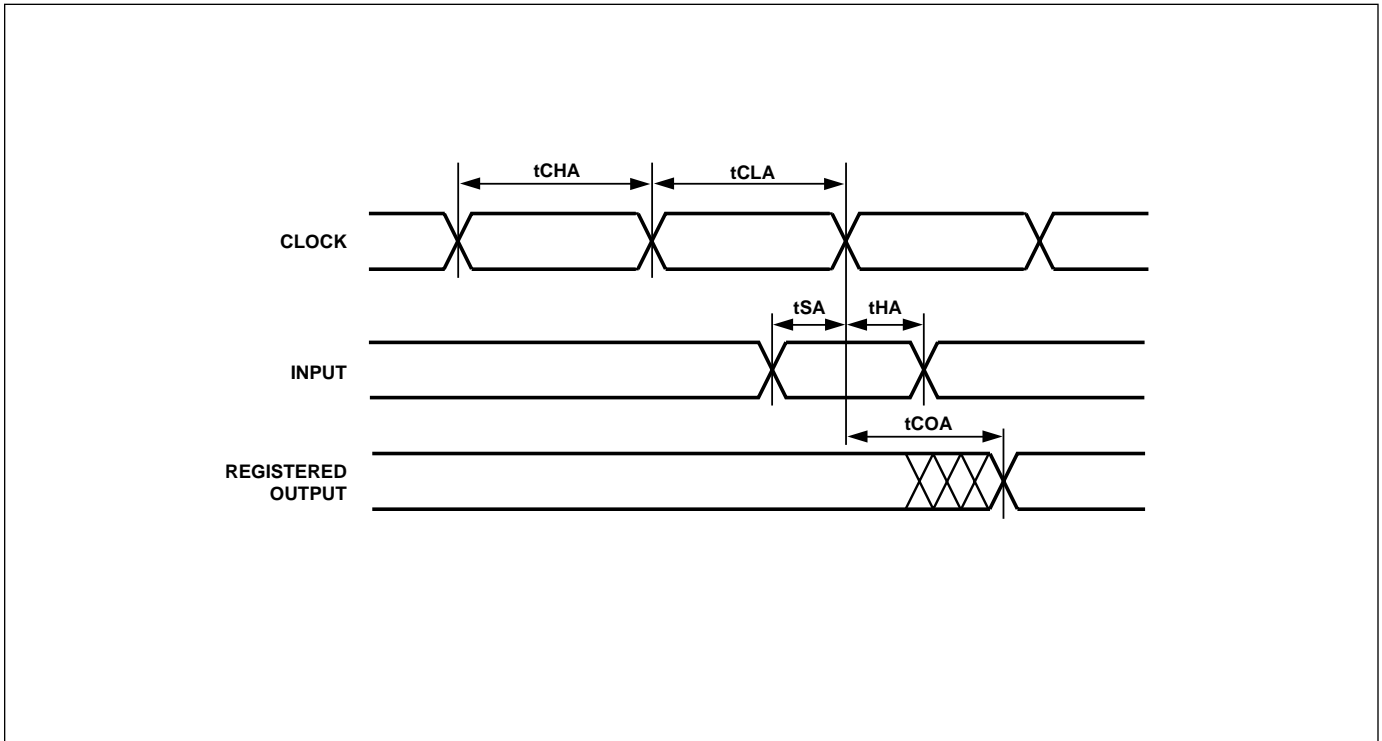 tCHA
tCLA
CLOCK
tSA
tHA
INPUT
tCOA
REGISTERED
OUTPUT